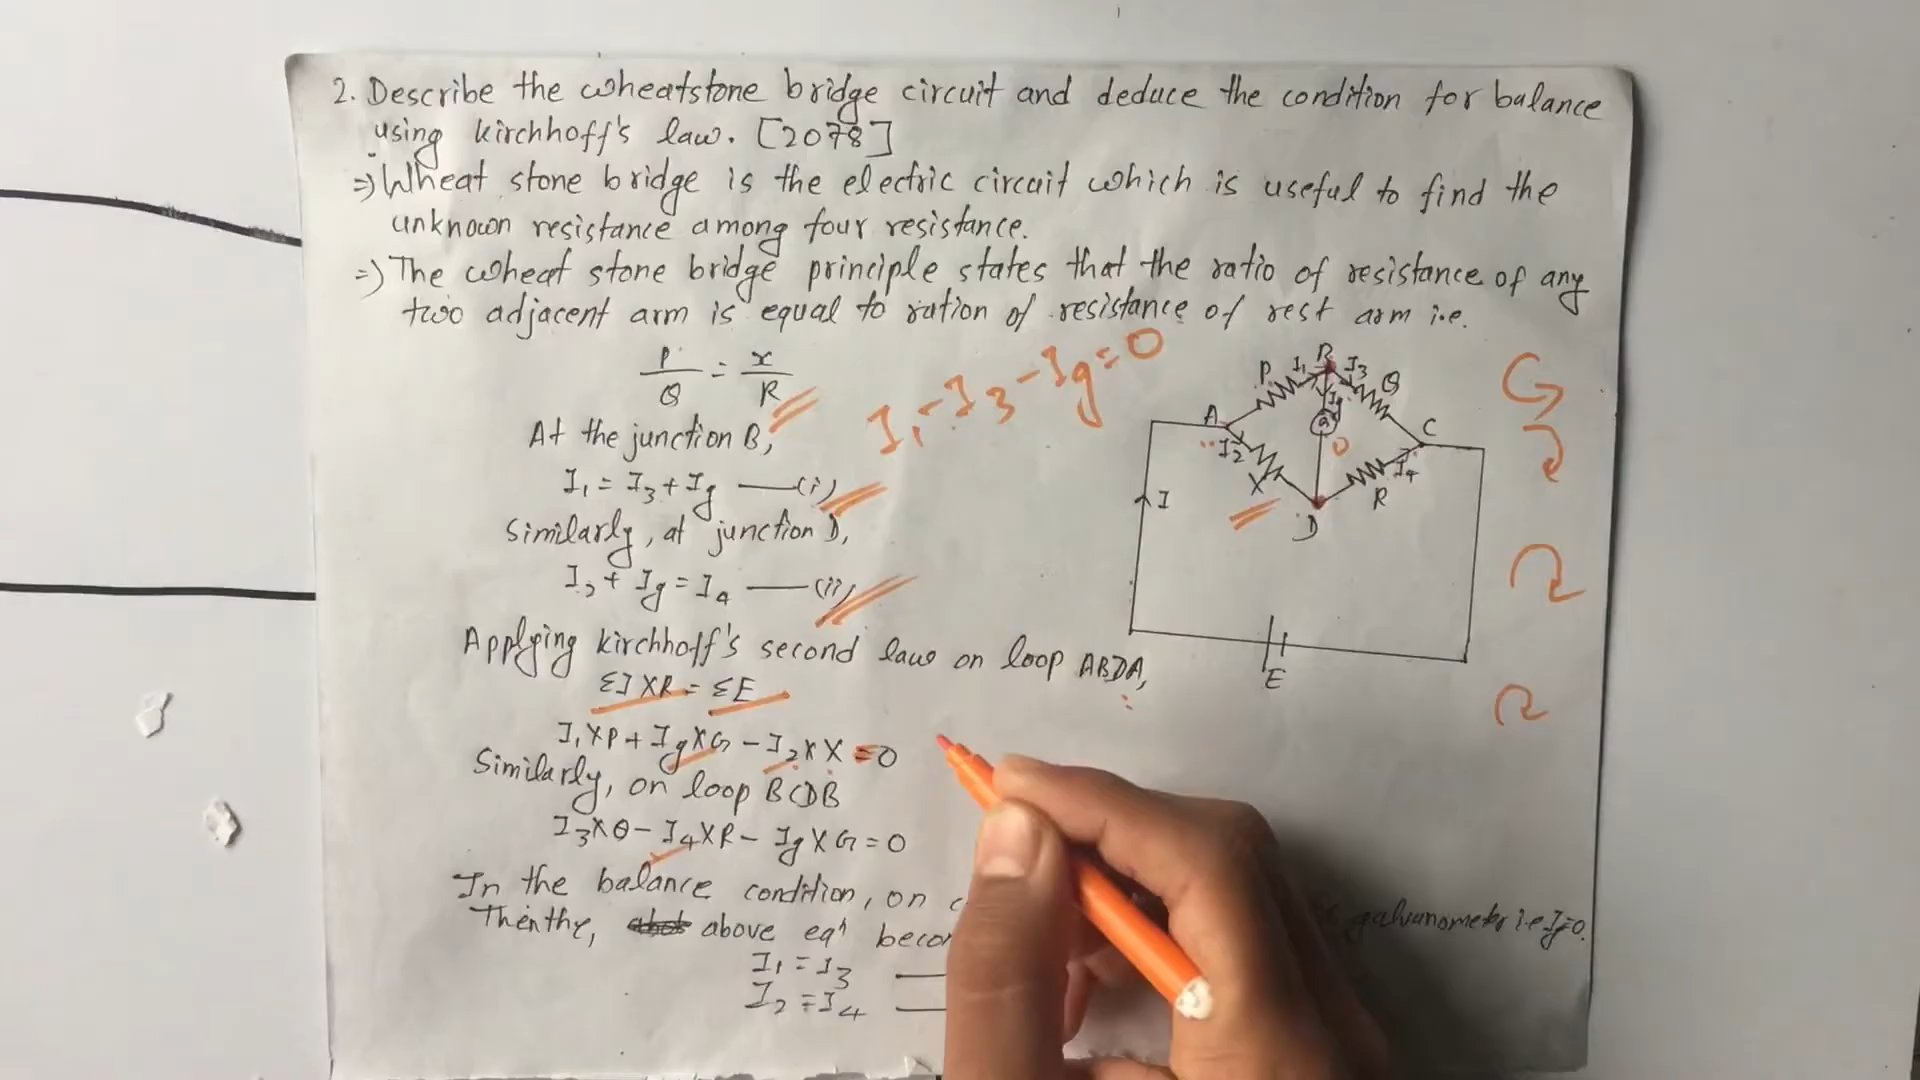 2. Describe the wheatstone bridge circuit and deduce the condition for balance
using kirchhoff's law. [2078]
=> Wheat stone bridge is the electric circuit which is useful to find the
unknown resistance among four resistance.
=> The wheat stone bridge principle states that the ratio of resistance of any
two adjacent arm is equal to ration of resistance of rest arm i.e.
P/Q = x/R
I₁ - I₃ - Ig = 0
At the junction B,
I₁ = I₃ + Ig —— (i)
Similarly, at junction D,
I₂ + Ig = I₄ —— (ii)
Applying kirchhoff's second law on loop ABDA,
ΣI X R = ΣE
I₁ X P + Ig X G - I₂ X X = 0
Similarly, on loop BCDB
I₃ X Q - I₄ X R - Ig X G = 0
In the balance condition, on galvanometer i.e Ig=0.
above eqⁿ
I₁ = I₃
I₂ = I₄
B
P I₁ I₃ Q
Ig
A G C
0
I₂ I₄
X R
I D
E